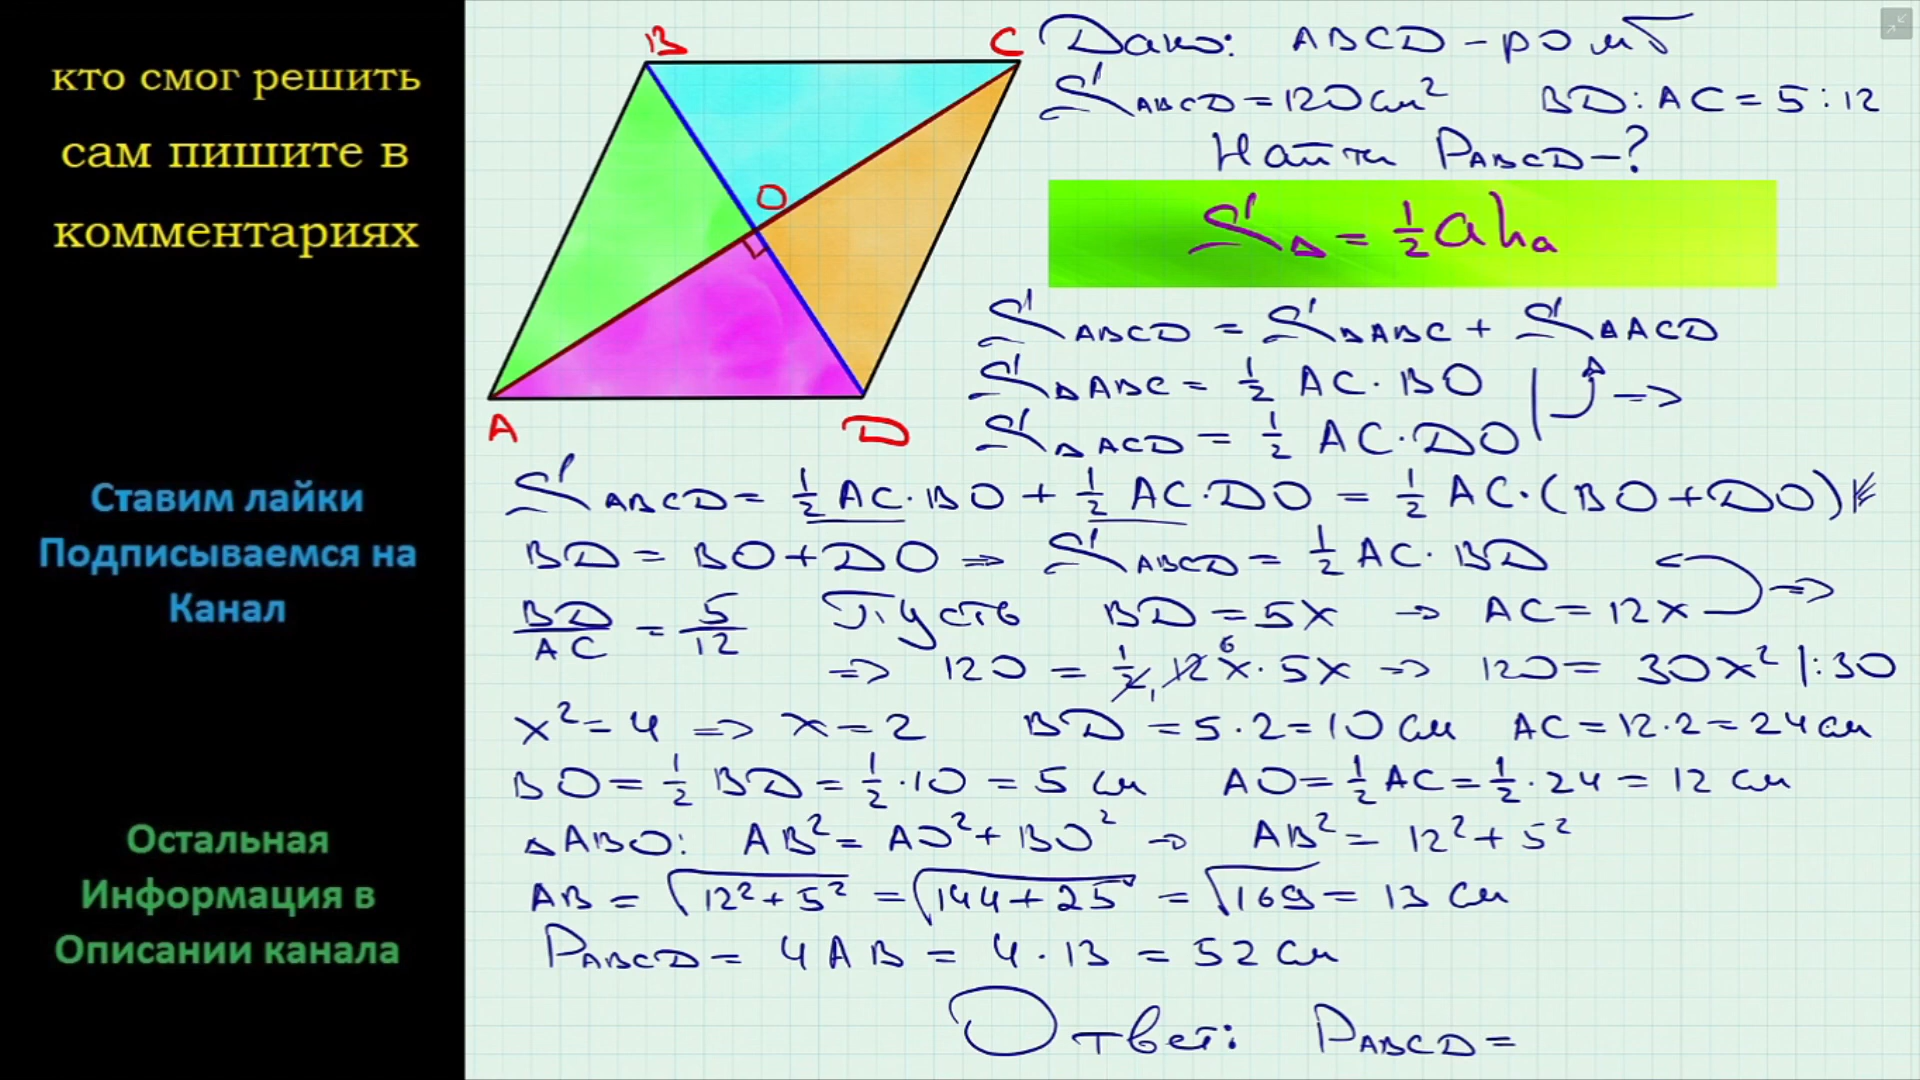 кто смог решить
сам пишите в
комментариях
Ставим лайки
Подписываемся на
Канал
Остальная
Информация в
Описании канала
B
C
O
A
D
Дано: ABCD - ромб
S ABCD = 120 см² BD : AC = 5 : 12
Найти P ABCD - ?
S Δ = 1/2 a hₐ
S ABCD = S ΔABC + S ΔACD
S ΔABC = 1/2 AC · BO
S ΔACD = 1/2 AC · DO ⇒
S ABCD = 1/2 AC · BO + 1/2 AC · DO = 1/2 AC · (BO + DO)
BD = BO + DO ⇒ S ABCD = 1/2 AC · BD
BD/AC = 5/12 Пусть BD = 5x → AC = 12x ⇒
⇒ 120 = 1/2 12 6 x · 5x ⇒ 120 = 30x² |:30
x² = 4 ⇒ x = 2 BD = 5 · 2 = 10 см AC = 12 · 2 = 24 см
BO = 1/2 BD = 1/2 · 10 = 5 см AO = 1/2 AC = 1/2 · 24 = 12 см
ΔABO: AB² = AO² + BO² ⇒ AB² = 12² + 5²
AB = √12² + 5² = √144 + 25 = √169 = 13 см
P ABCD = 4AB = 4 · 13 = 52 см
Ответ: P ABCD =